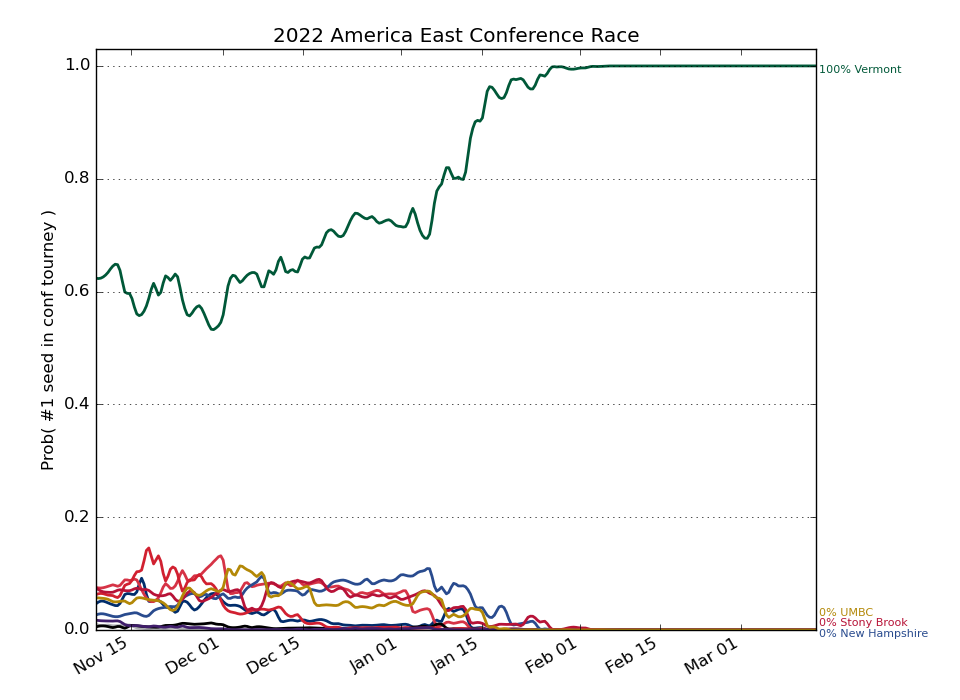 2022 America East Conference Race
Prob( #1 seed in conf tourney )
1.0
0.8
0.6
0.4
0.2
0.0
Nov 15
Dec 01
Dec 15
Jan 01
Jan 15
Feb 01
Feb 15
Mar 01
100% Vermont
0% UMBC
0% Stony Brook
0% New Hampshire